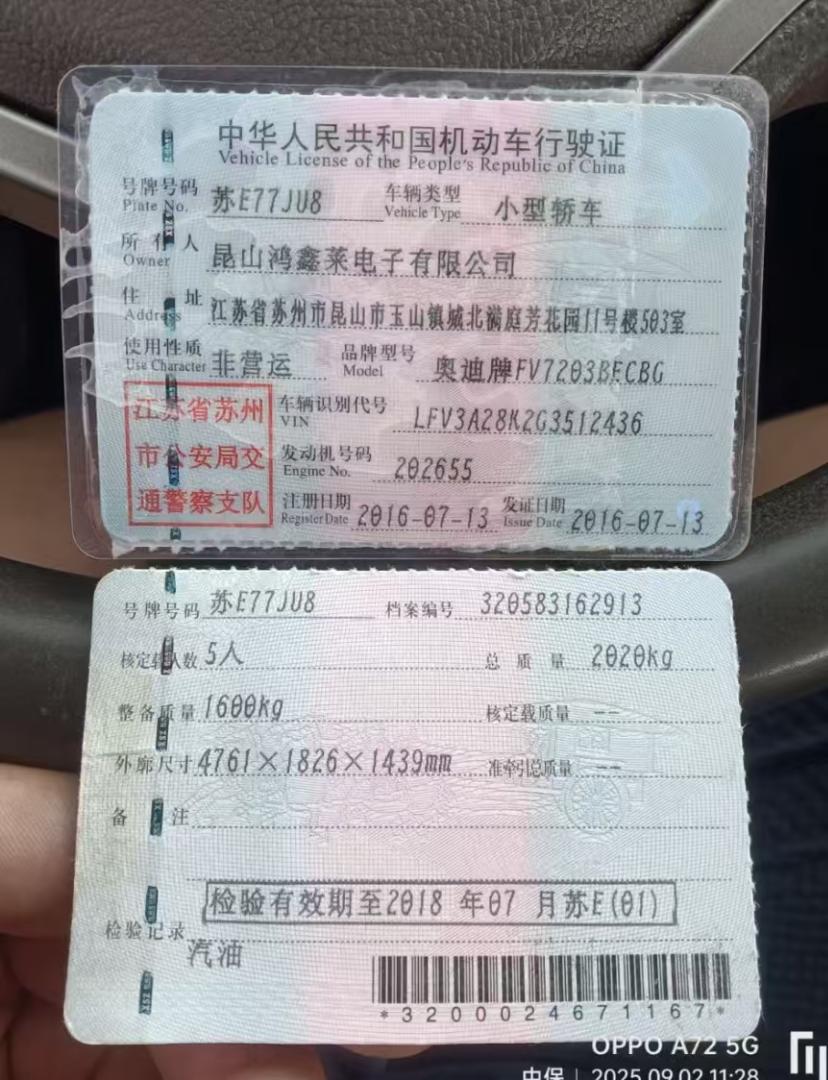 中华人民共和国机动车行驶证
Vehicle License of the People's Republic of China
号牌号码 苏E77JU8 车辆类型 小型轿车
Plate No. Vehicle Type
所有人 昆山鸿鑫莱电子有限公司
Owner
住址 江苏省苏州市昆山市玉山镇城北满庭芳花园11号楼503室
Address
使用性质 非营运 品牌型号 奥迪牌FV7203BECBG
Use Character Model
江苏省苏州
市公安局交
通警察支队
车辆识别代号 LFV3A28K2G3512436
VIN
发动机号码 202655
Engine No.
注册日期 2016-07-13 发证日期 2016-07-13
Register Date Issue Date
号牌号码 苏E77JU8 档案编号 320583162913
核定载人数 5人 总质量 2020kg
整备质量 1600kg 核定载质量 --
外廓尺寸 4761×1826×1439mm 准牵引总质量 --
备注
检验有效期至2018 年07 月苏E(01)
检验记录
汽油
*3200024671167*
OPPO A72 5G
中保 | 2025.09.02 11:28